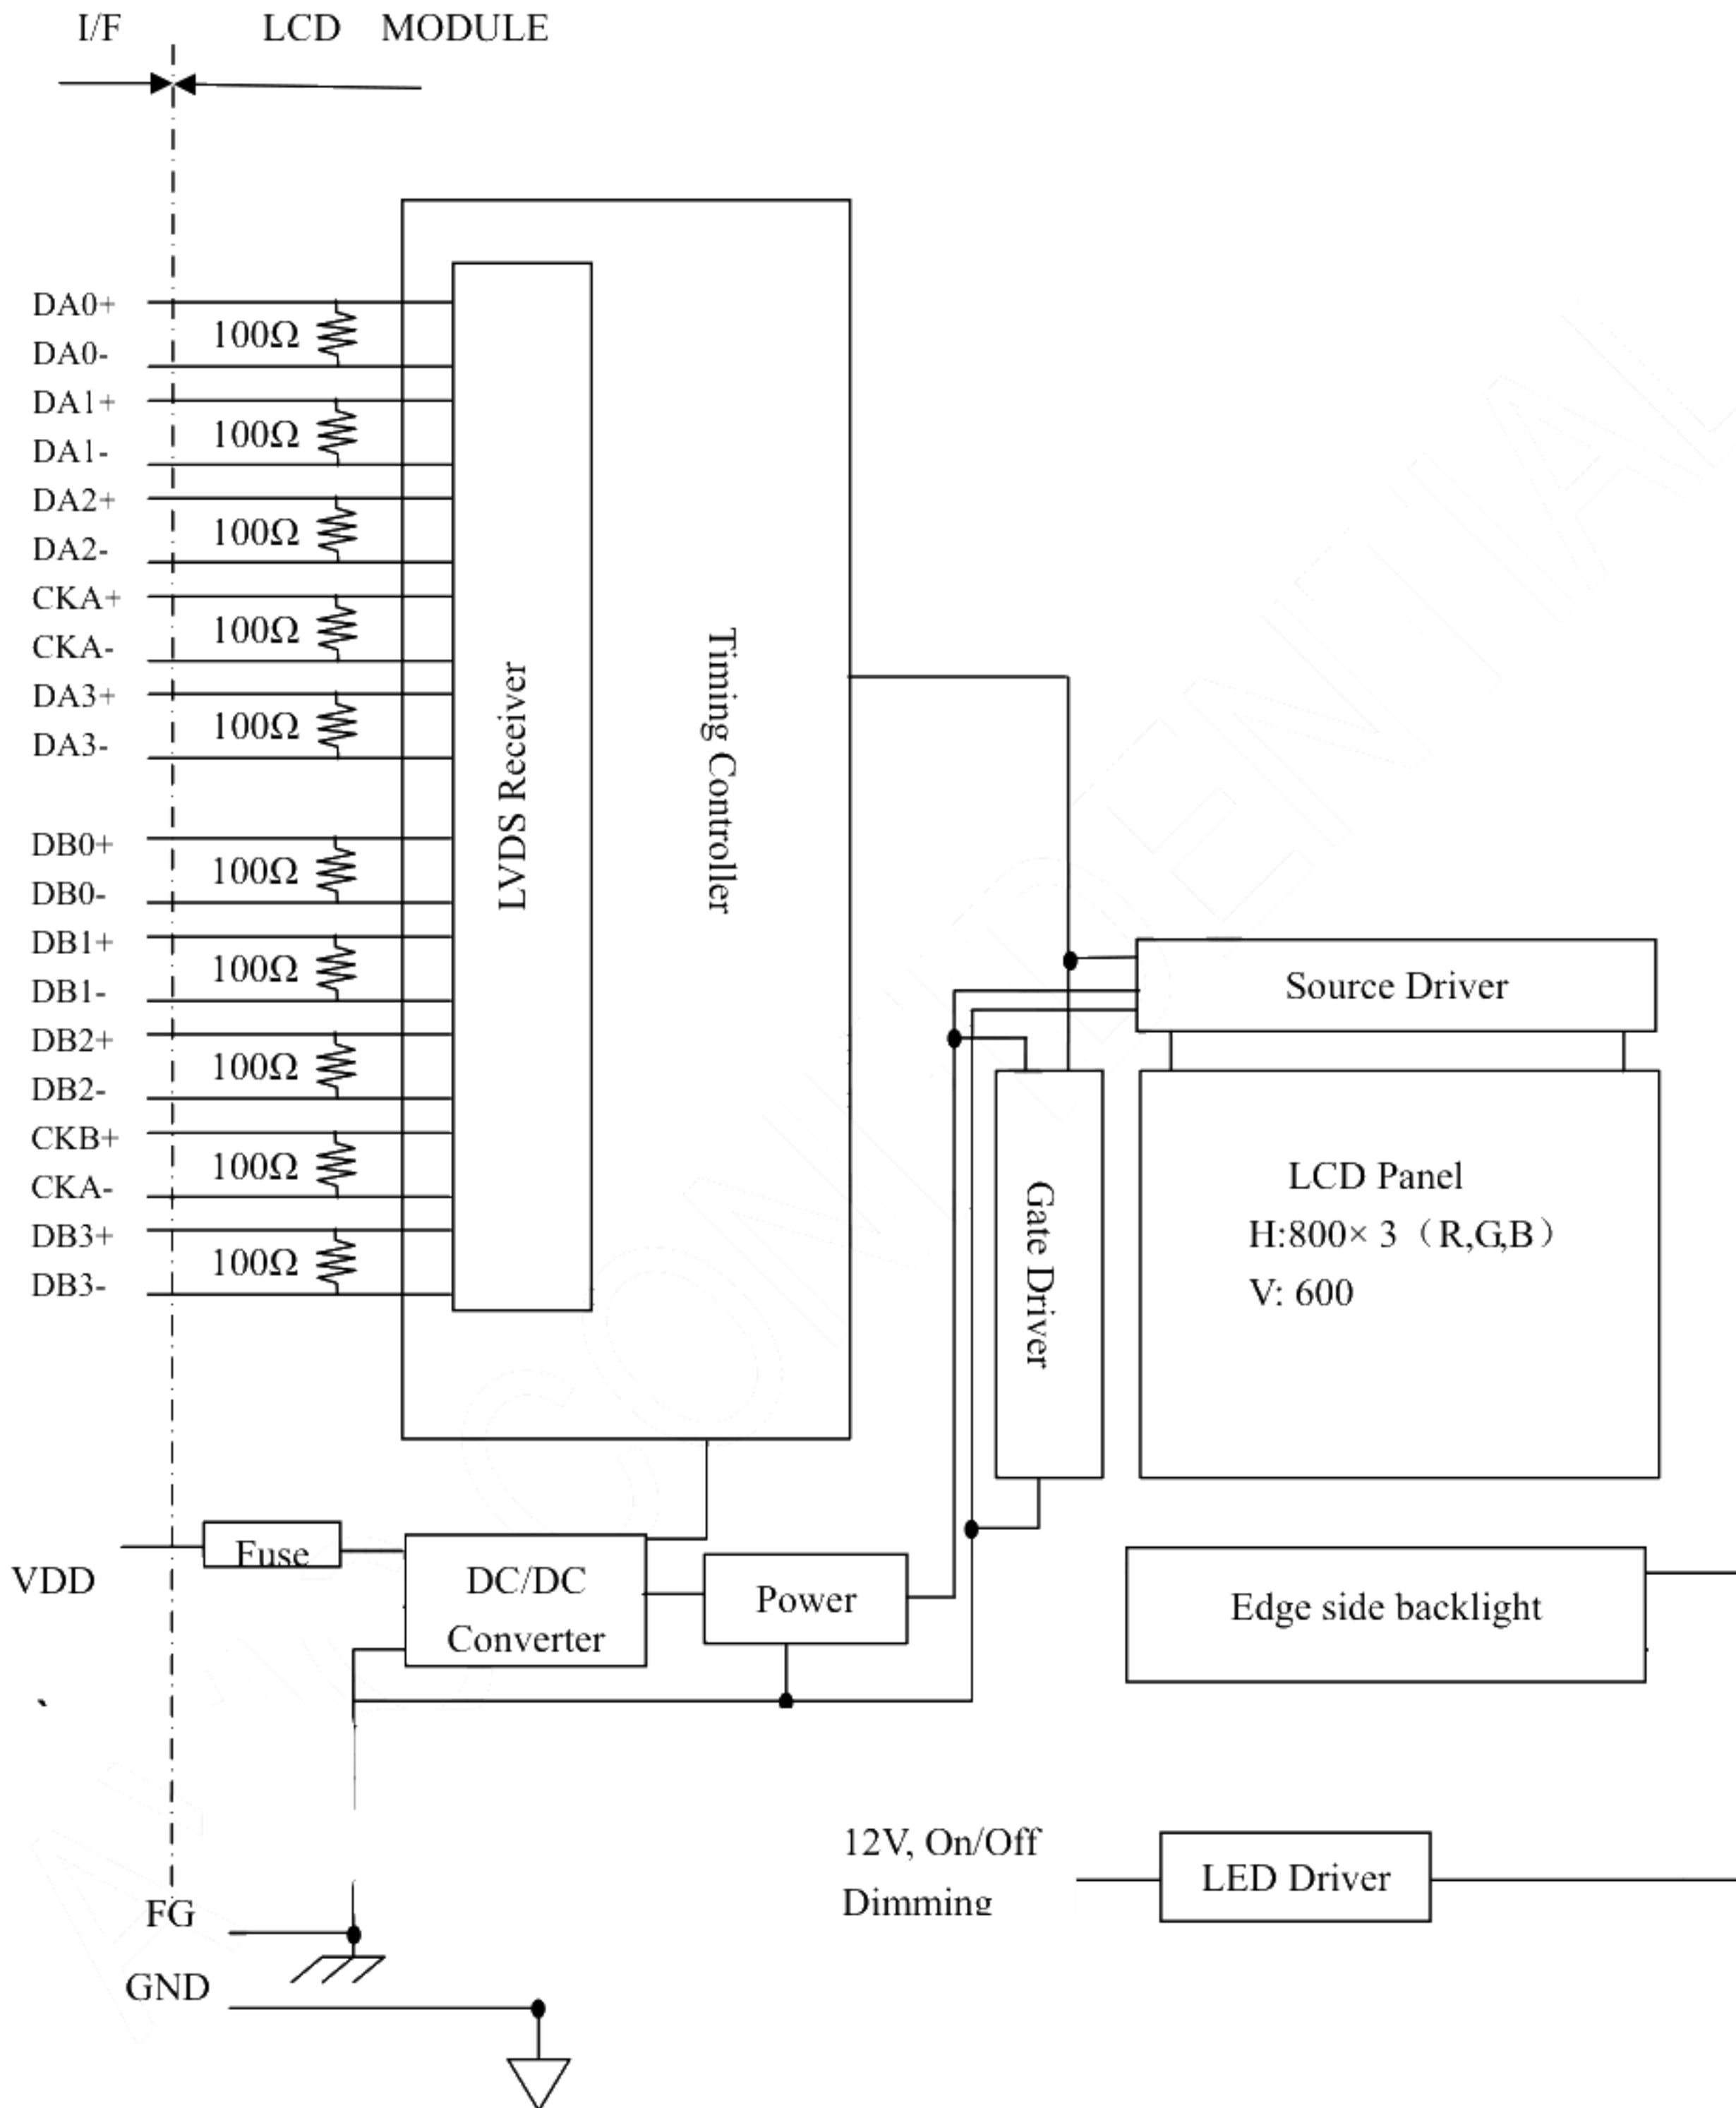 I/F LCD MODULE
DA0+
100Ω
DA0-
DA1+
100Ω
DA1-
DA2+
100Ω
DA2-
CKA+
100Ω
CKA-
DA3+
100Ω
DA3-
DB0+
100Ω
DB0-
DB1+
100Ω
DB1-
DB2+
100Ω
DB2-
CKB+
100Ω
CKA-
DB3+
100Ω
DB3-
LVDS Receiver
Timing Controller
Source Driver
Gate Driver
LCD Panel
H:800× 3（R,G,B）
V: 600
VDD
Fuse
DC/DC
Converter
Power
Edge side backlight
12V, On/Off
Dimming
LED Driver
FG
GND